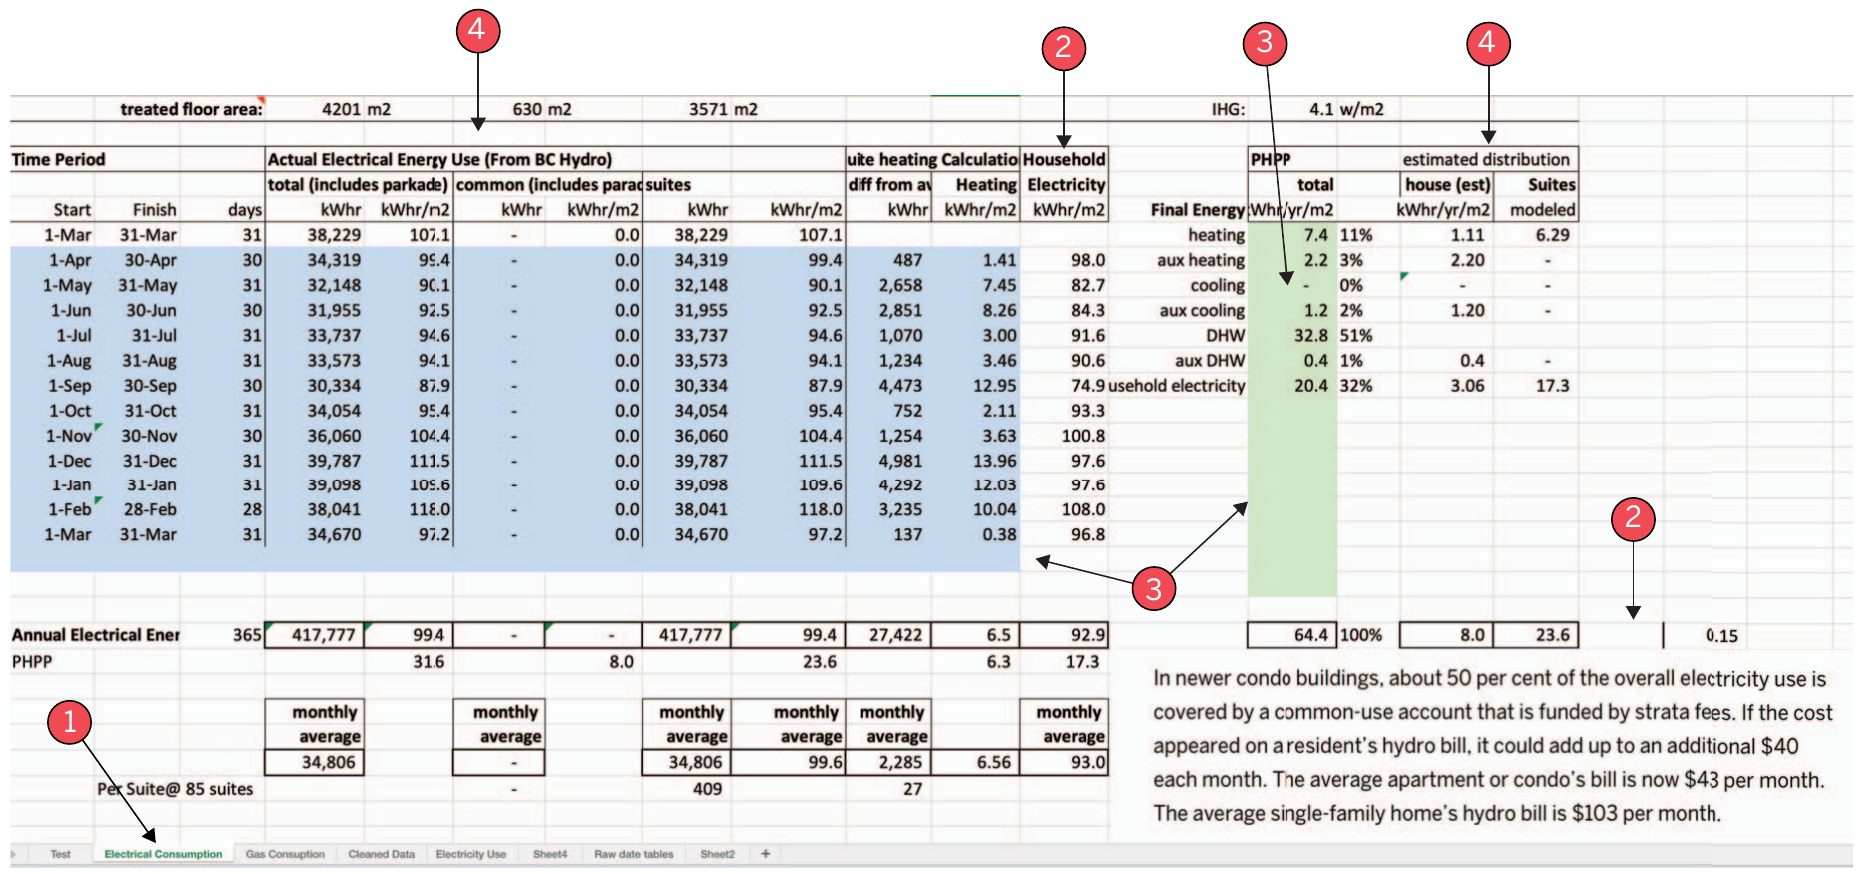 4
2
3
4
treated floor area: 4201 m2 630 m2 3571 m2 IHG: 4.1 w/m2
Time Period Actual Electrical Energy Use (From BC Hydro) uite heating Calculatio Household PHPP estimated distribution
total (includes parkade) common (includes parac suites diff from av Heating Electricity total house (est) Suites
Start Finish days kWhr kWhr/m2 kWhr kWhr/m2 kWhr kWhr/m2 kWhr kWhr/m2 kWhr/m2 Final Energy Whr/yr/m2 kWhr/yr/m2 modeled
1-Mar 31-Mar 31 38,229 107.1 - 0.0 38,229 107.1 heating 7.4 11% 1.11 6.29
1-Apr 30-Apr 30 34,319 99.4 - 0.0 34,319 99.4 487 1.41 98.0 aux heating 2.2 3% 2.20 -
1-May 31-May 31 32,148 90.1 - 0.0 32,148 90.1 2,658 7.45 82.7 cooling - 0% - -
1-Jun 30-Jun 30 31,955 92.5 - 0.0 31,955 92.5 2,851 8.26 84.3 aux cooling 1.2 2% 1.20 -
1-Jul 31-Jul 31 33,737 94.6 - 0.0 33,737 94.6 1,070 3.00 91.6 DHW 32.8 51%
1-Aug 31-Aug 31 33,573 94.1 - 0.0 33,573 94.1 1,234 3.46 90.6 aux DHW 0.4 1% 0.4 -
1-Sep 30-Sep 30 30,334 87.9 - 0.0 30,334 87.9 4,473 12.95 74.9 usehold electricity 20.4 32% 3.06 17.3
1-Oct 31-Oct 31 34,054 95.4 - 0.0 34,054 95.4 752 2.11 93.3
1-Nov 30-Nov 30 36,060 104.4 - 0.0 36,060 104.4 1,254 3.63 100.8
1-Dec 31-Dec 31 39,787 111.5 - 0.0 39,787 111.5 4,981 13.96 97.6
1-Jan 31-Jan 31 39,098 109.6 - 0.0 39,098 109.6 4,292 12.03 97.6
1-Feb 28-Feb 28 38,041 118.0 - 0.0 38,041 118.0 3,235 10.04 108.0
2
1-Mar 31-Mar 31 34,670 97.2 - 0.0 34,670 97.2 137 0.38 96.8
3
Annual Electrical Ener 365 417,777 99.4 - - 417,777 99.4 27,422 6.5 92.9 64.4 100% 8.0 23.6 0.15
PHPP 31.6 8.0 23.6 6.3 17.3
monthly monthly monthly monthly monthly monthly
average average average average average average
34,806 - 34,806 99.6 2,285 6.56 93.0
Per Suite@ 85 suites - 409 27
In newer condo buildings, about 50 per cent of the overall electricity use is
covered by a common-use account that is funded by strata fees. If the cost
appeared on a resident's hydro bill, it could add up to an additional $40
each month. The average apartment or condo's bill is now $43 per month.
The average single-family home's hydro bill is $103 per month.
1
Test Electrical Consumption Gas Consuption Cleaned Data Electricity Use Sheet4 Raw date tables Sheet2 +